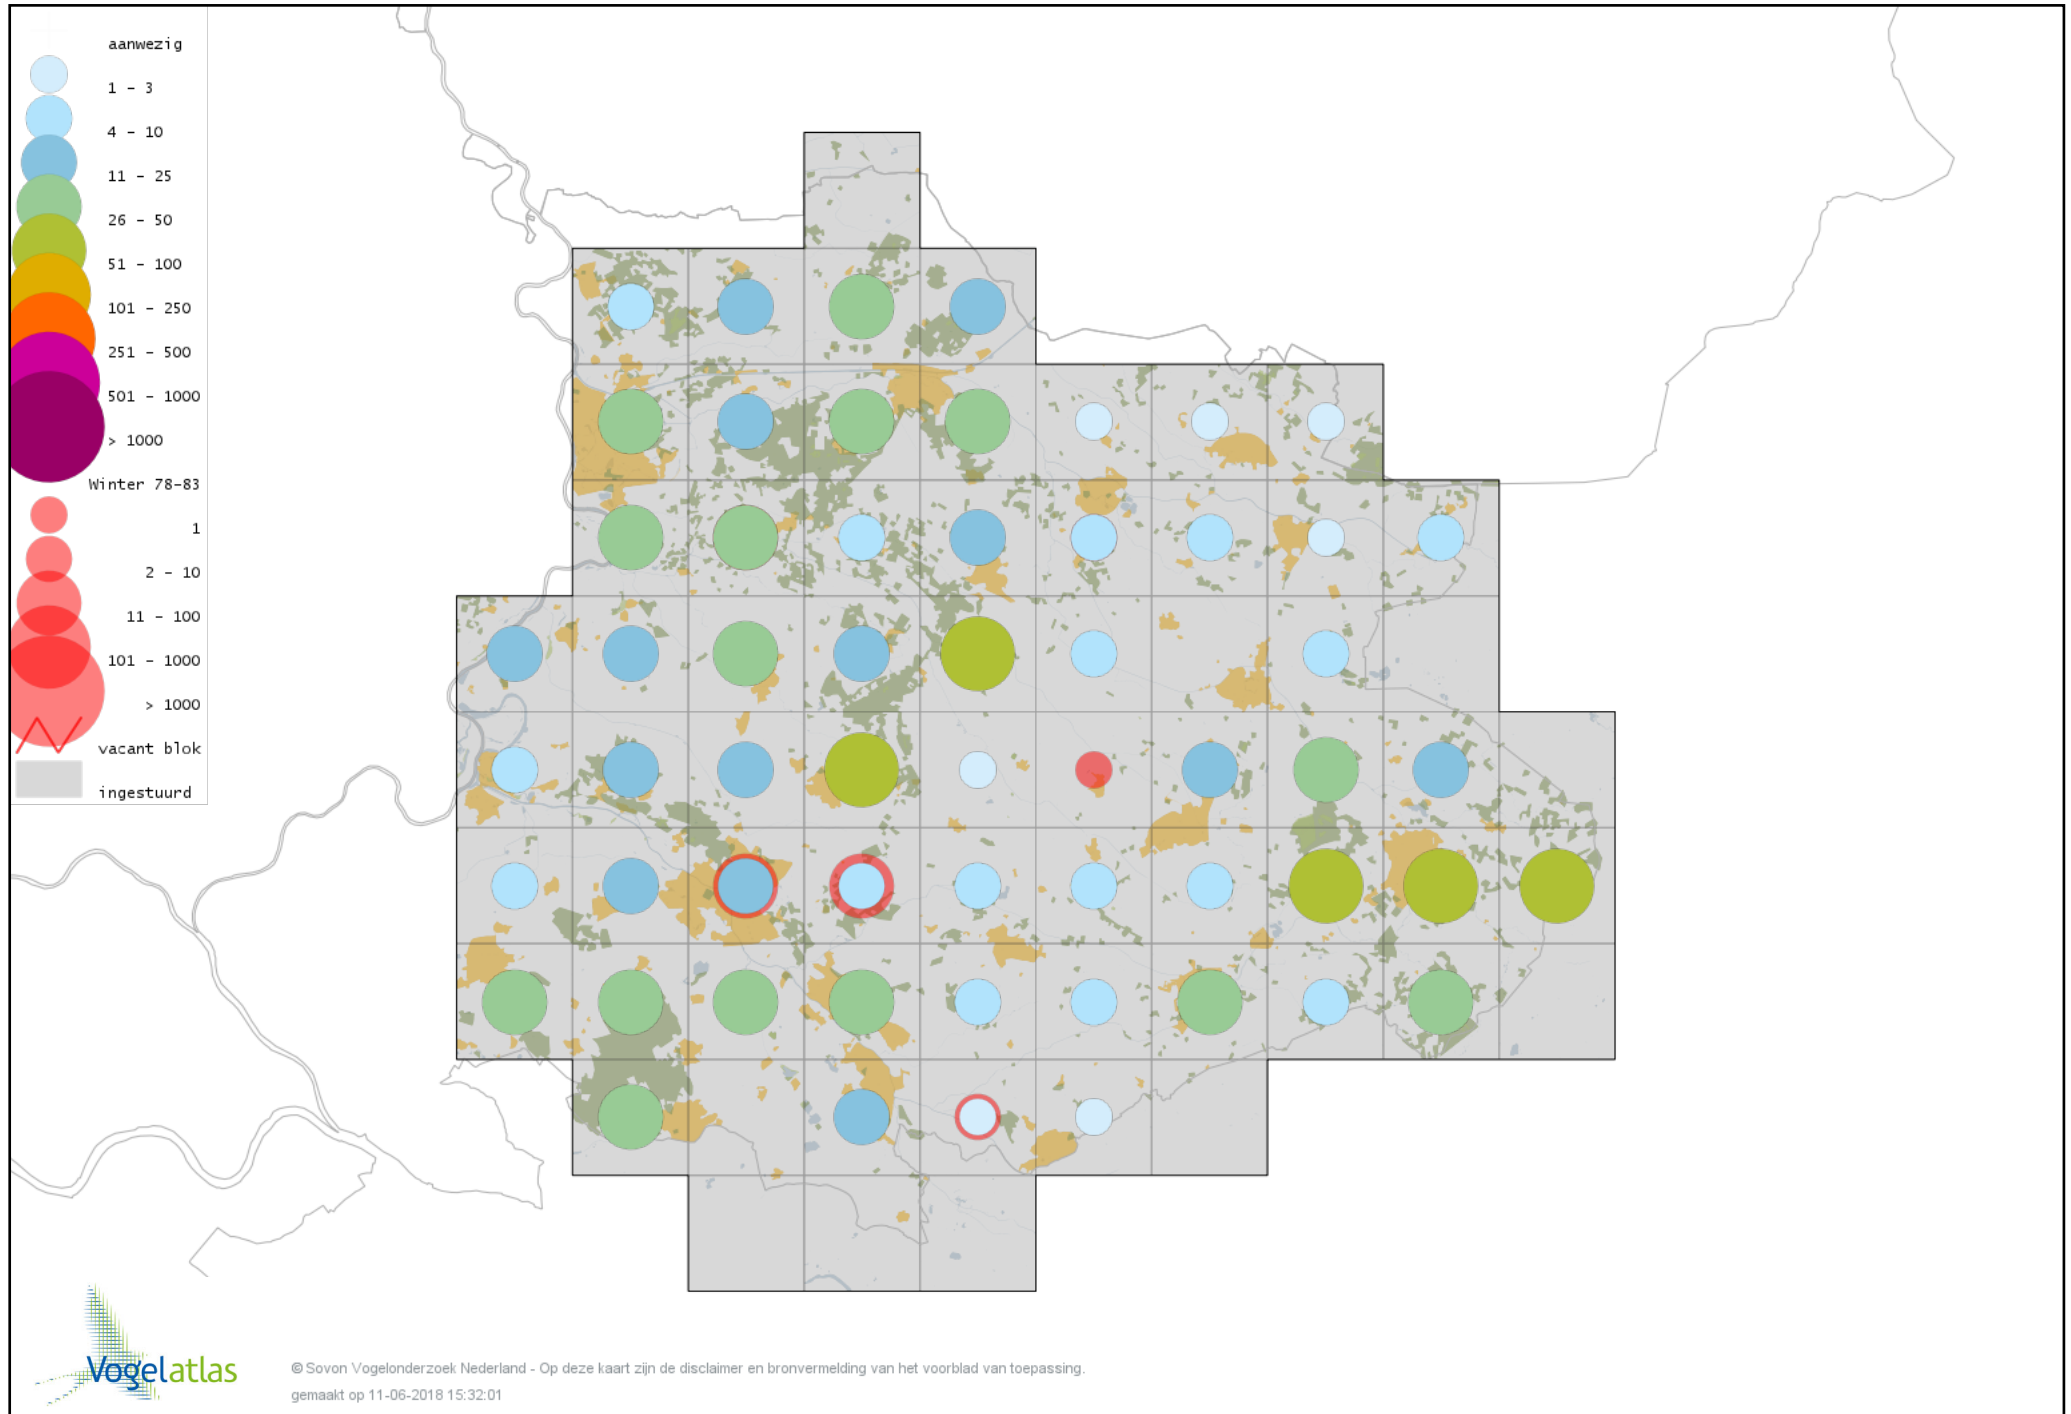 aanwezig
1 - 3
4 - 10
11 - 25
26 - 50
51 - 100
101 - 250
251 - 500
501 - 1000
> 1000
Winter 78-83
1
2 - 10
11 - 100
101 - 1000
> 1000
vacant blok
ingestuurd
Vogelatlas
© Sovon Vogelonderzoek Nederland - Op deze kaart zijn de disclaimer en bronvermelding van het voorblad van toepassing.
gemaakt op 11-06-2018 15:32:01